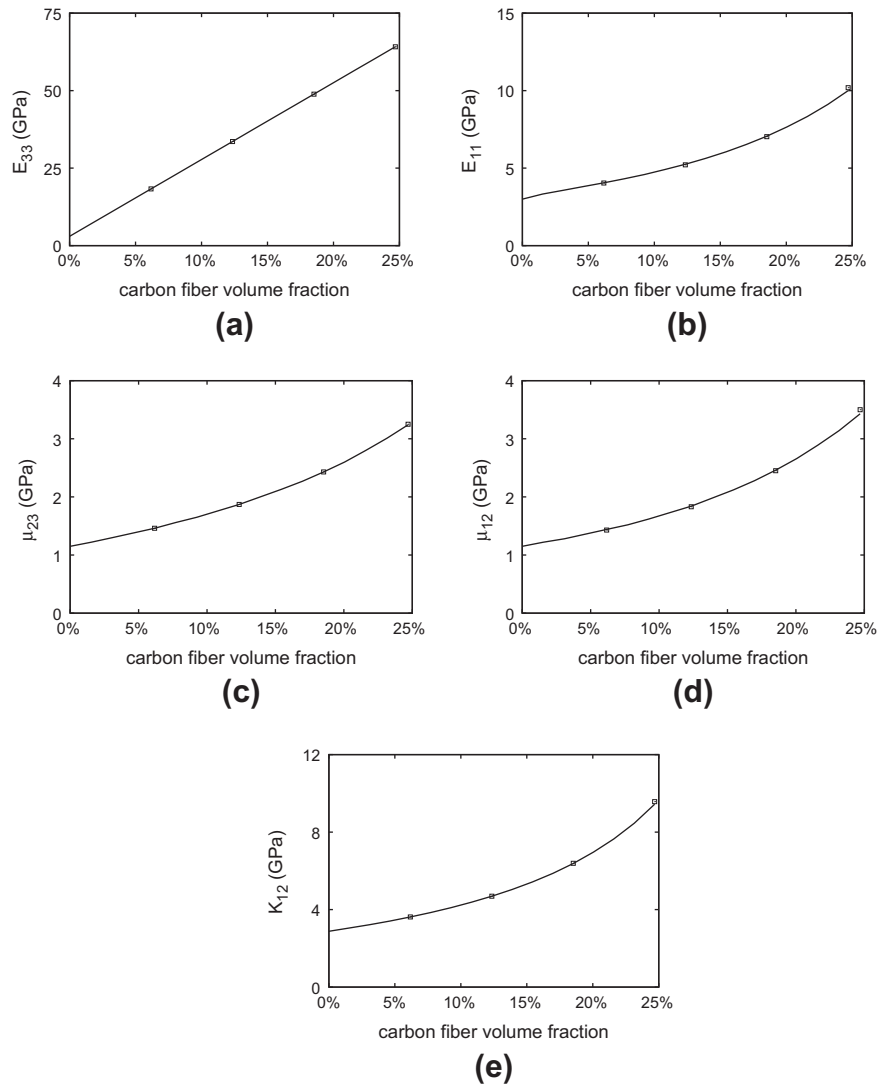 75
50
25
0
E33 (GPa)
0% 5% 10% 15% 20% 25%
carbon fiber volume fraction
(a)
15
10
5
0
E11 (GPa)
0% 5% 10% 15% 20% 25%
carbon fiber volume fraction
(b)
4
3
2
1
0
μ23 (GPa)
0% 5% 10% 15% 20% 25%
carbon fiber volume fraction
(c)
4
3
2
1
0
μ12 (GPa)
0% 5% 10% 15% 20% 25%
carbon fiber volume fraction
(d)
12
8
4
0
K12 (GPa)
0% 5% 10% 15% 20% 25%
carbon fiber volume fraction
(e)